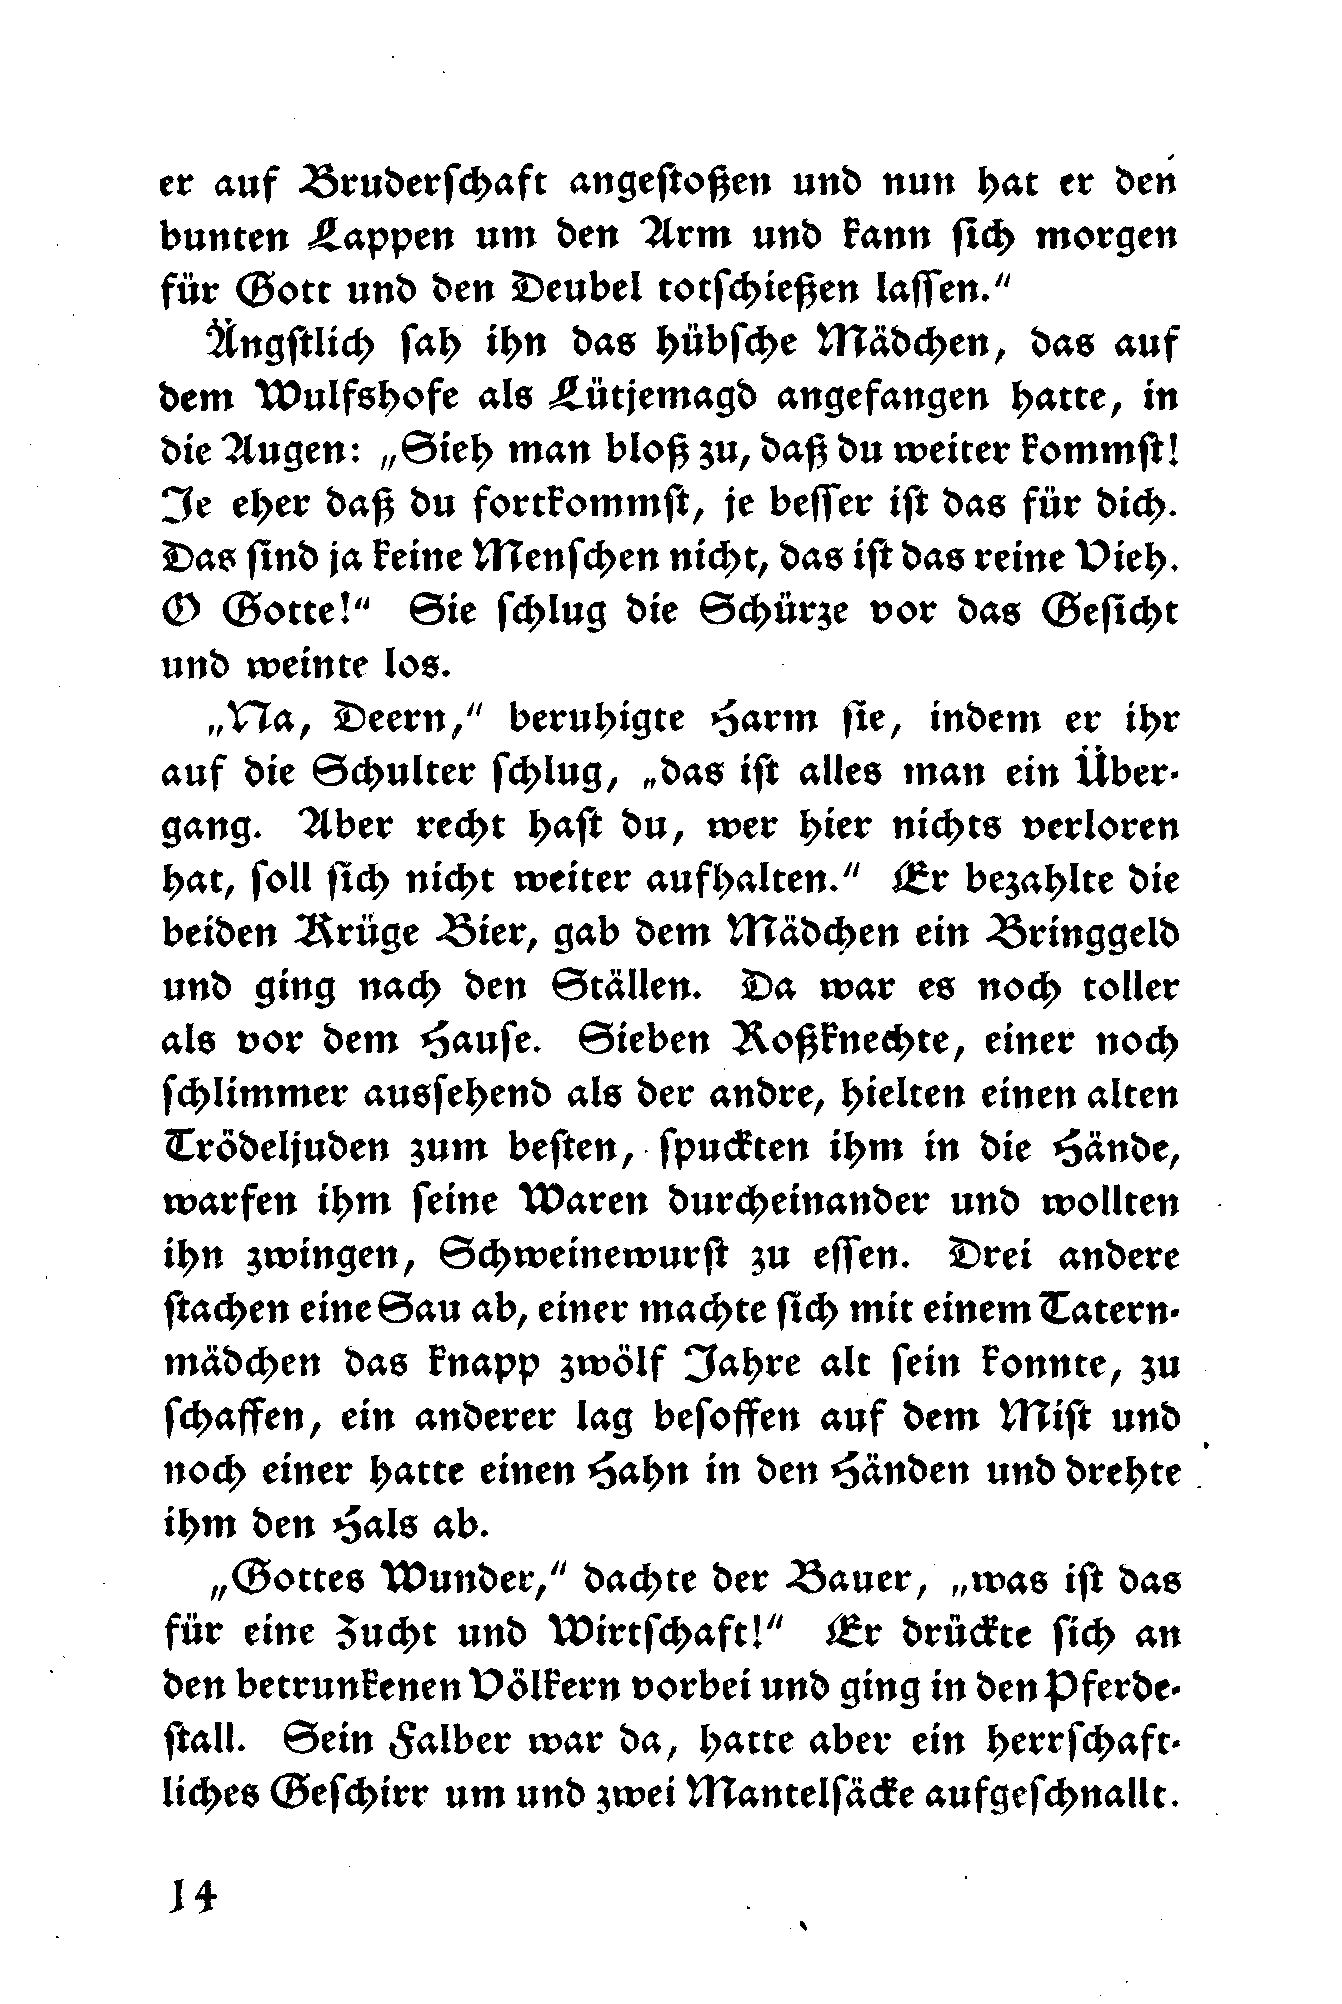 er auf Bruderschaft angestoßen und nun hat er den
bunten Lappen um den Arm und kann sich morgen
für Gott und den Deubel totschießen lassen.“
Ängstlich sah ihn das hübsche Mädchen, das auf
dem Wulfshofe als Lütjemagd angefangen hatte, in
die Augen: „Sieh man bloß zu, daß du weiter kommst!
Je eher daß du fortkommst, je besser ist das für dich.
Das sind ja keine Menschen nicht, das ist das reine Vieh.
O Gotte!“ Sie schlug die Schürze vor das Gesicht
und weinte los.
„Na, Deern,“ beruhigte Harm sie, indem er ihr
auf die Schulter schlug, „das ist alles man ein Über-
gang. Aber recht hast du, wer hier nichts verloren
hat, soll sich nicht weiter aufhalten.“ Er bezahlte die
beiden Krüge Bier, gab dem Mädchen ein Bringgeld
und ging nach den Ställen. Da war es noch toller
als vor dem Hause. Sieben Roßknechte, einer noch
schlimmer aussehend als der andre, hielten einen alten
Trödeljuden zum besten, spuckten ihm in die Hände,
warfen ihm seine Waren durcheinander und wollten
ihn zwingen, Schweinewurst zu essen. Drei andere
stachen eine Sau ab, einer machte sich mit einem Tatern-
mädchen das knapp zwölf Jahre alt sein konnte, zu
schaffen, ein anderer lag besoffen auf dem Mist und
noch einer hatte einen Hahn in den Händen und drehte
ihm den Hals ab.
„Gottes Wunder,“ dachte der Bauer, „was ist das
für eine Zucht und Wirtschaft!“ Er drückte sich an
den betrunkenen Völkern vorbei und ging in den Pferde-
stall. Sein Falber war da, hatte aber ein herrschaft-
liches Geschirr um und zwei Mantelsäcke aufgeschnallt.
14